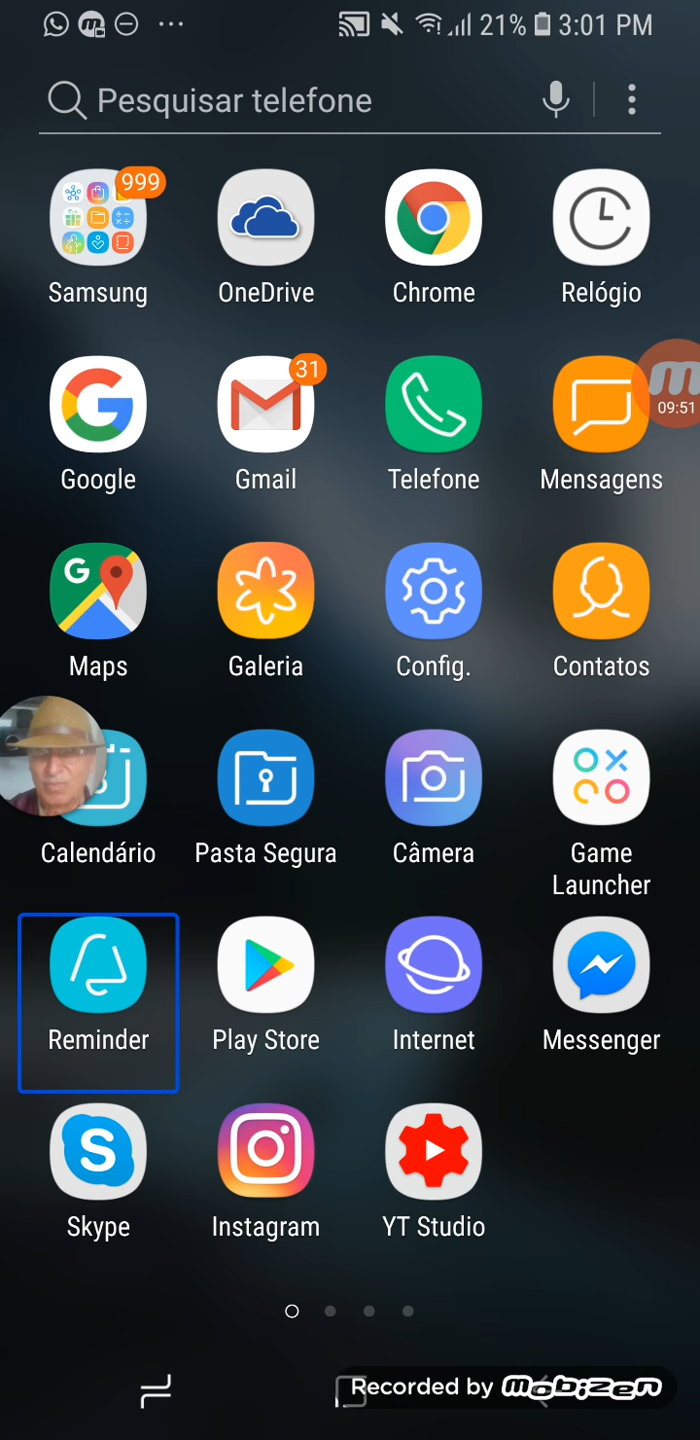 21% 3:01 PM
Pesquisar telefone
999
Samsung
OneDrive
Chrome
Relógio
31
09:51
Google
Gmail
Telefone
Mensagens
G
Maps
Galeria
Config.
Contatos
Calendário
Pasta Segura
Câmera
Game
Launcher
Reminder
Play Store
Internet
Messenger
Skype
Instagram
YT Studio
Recorded by mobizen